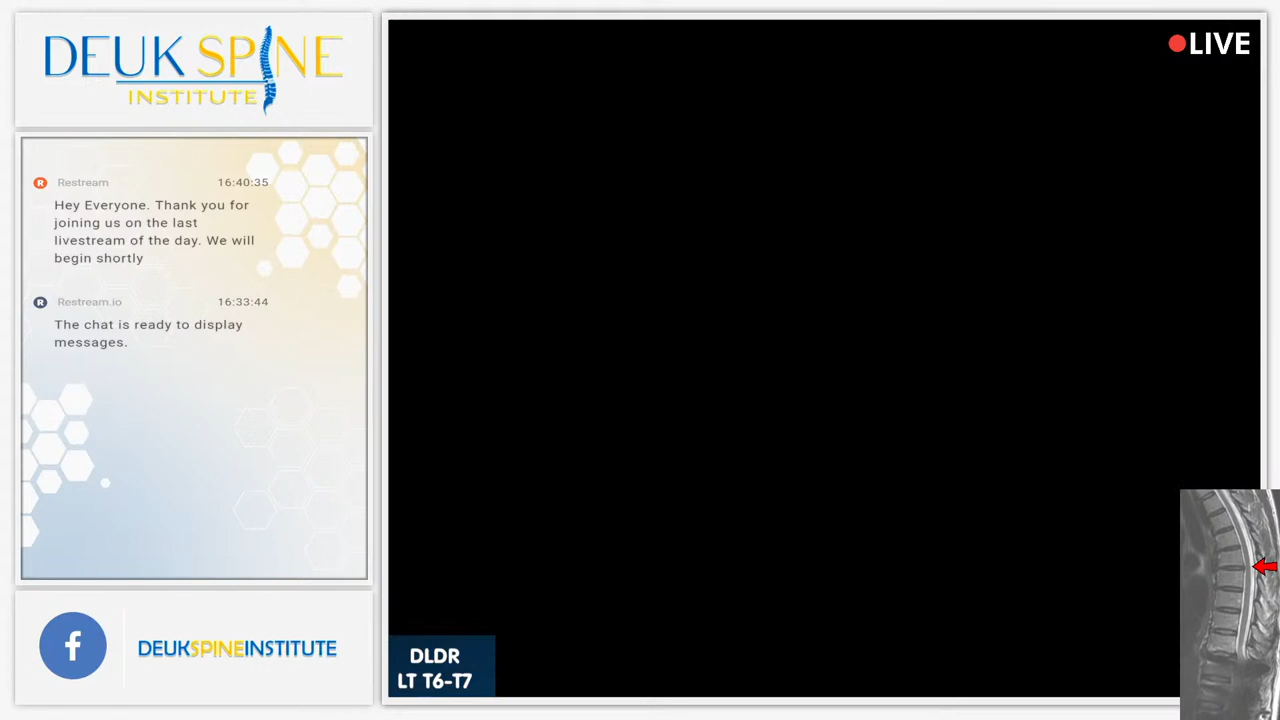 DEUK SPINE
INSTITUTE
LIVE
R Restream 16:40:35
Hey Everyone. Thank you for
joining us on the last
livestream of the day. We will
begin shortly
R Restream.io 16:33:44
The chat is ready to display
messages.
f DEUKSPINEINSTITUTE
DLDR
LT T6-T7